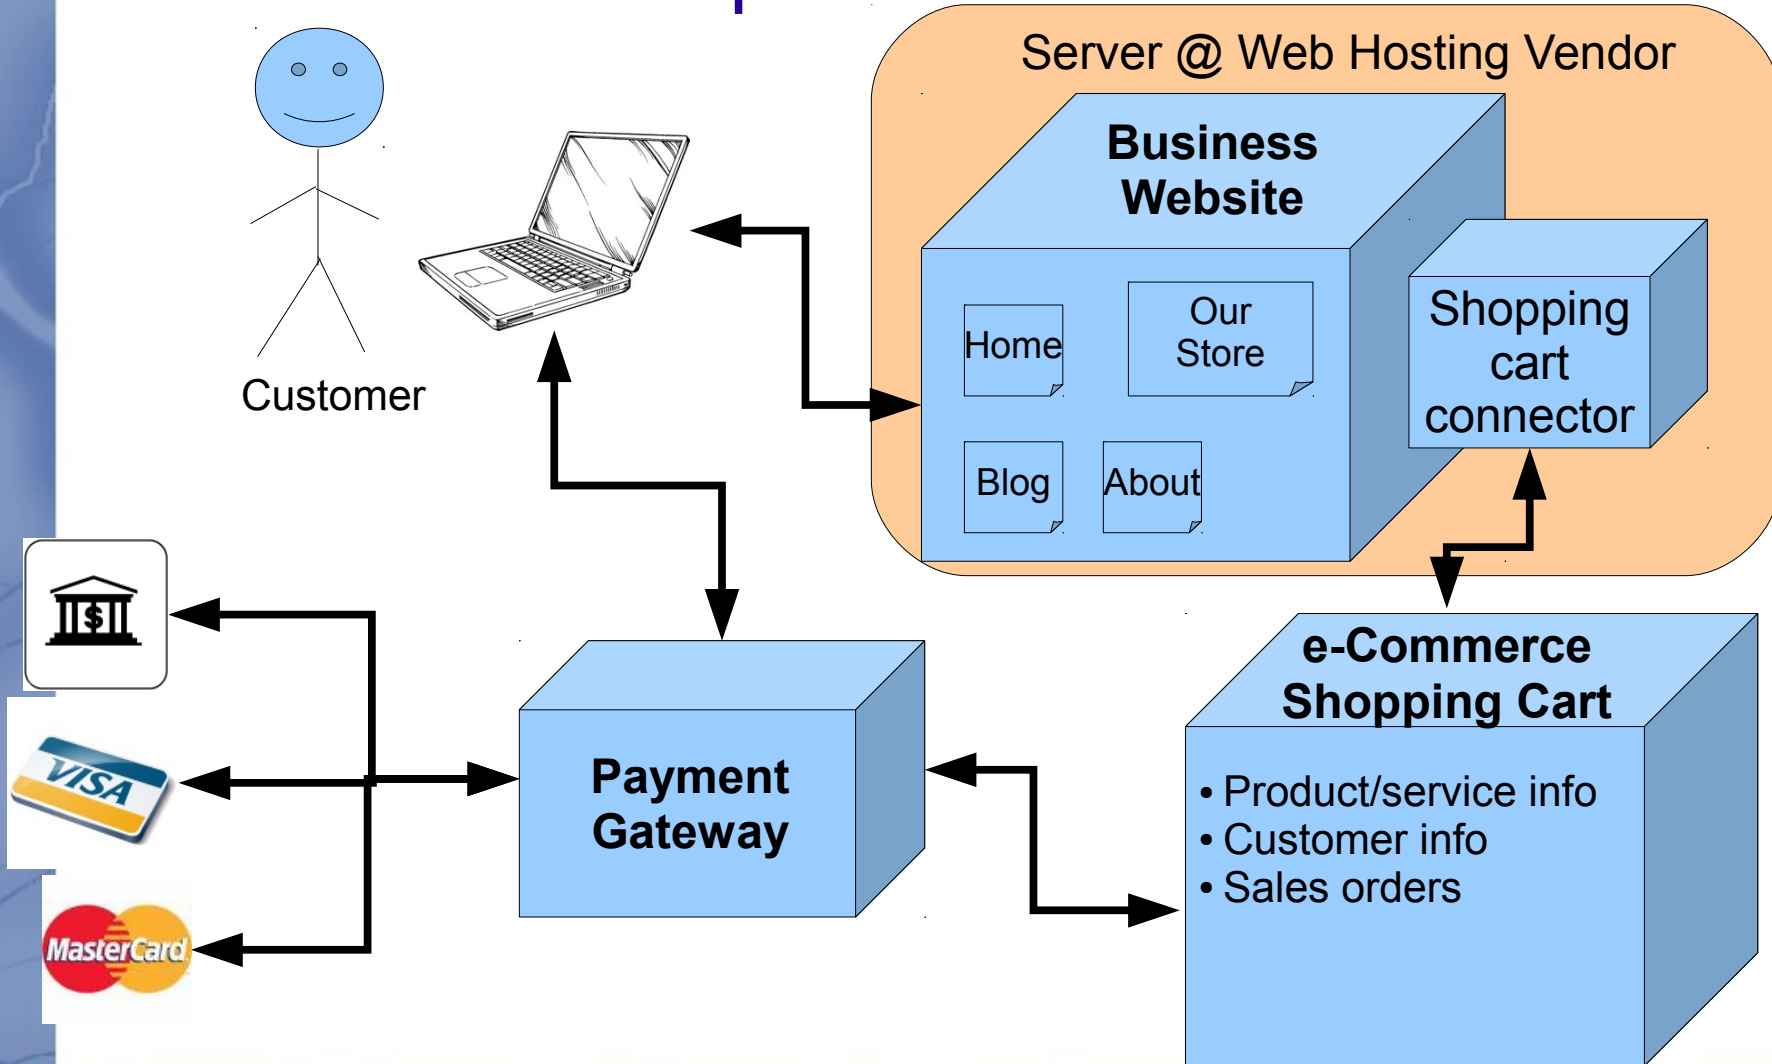 Server @ Web Hosting Vendor
Business
Website
Home
Our
Store
Blog
About
Shopping
cart
connector
Customer
$
VISA
MasterCard
Payment
Gateway
e-Commerce
Shopping Cart
• Product/service info
• Customer info
• Sales orders